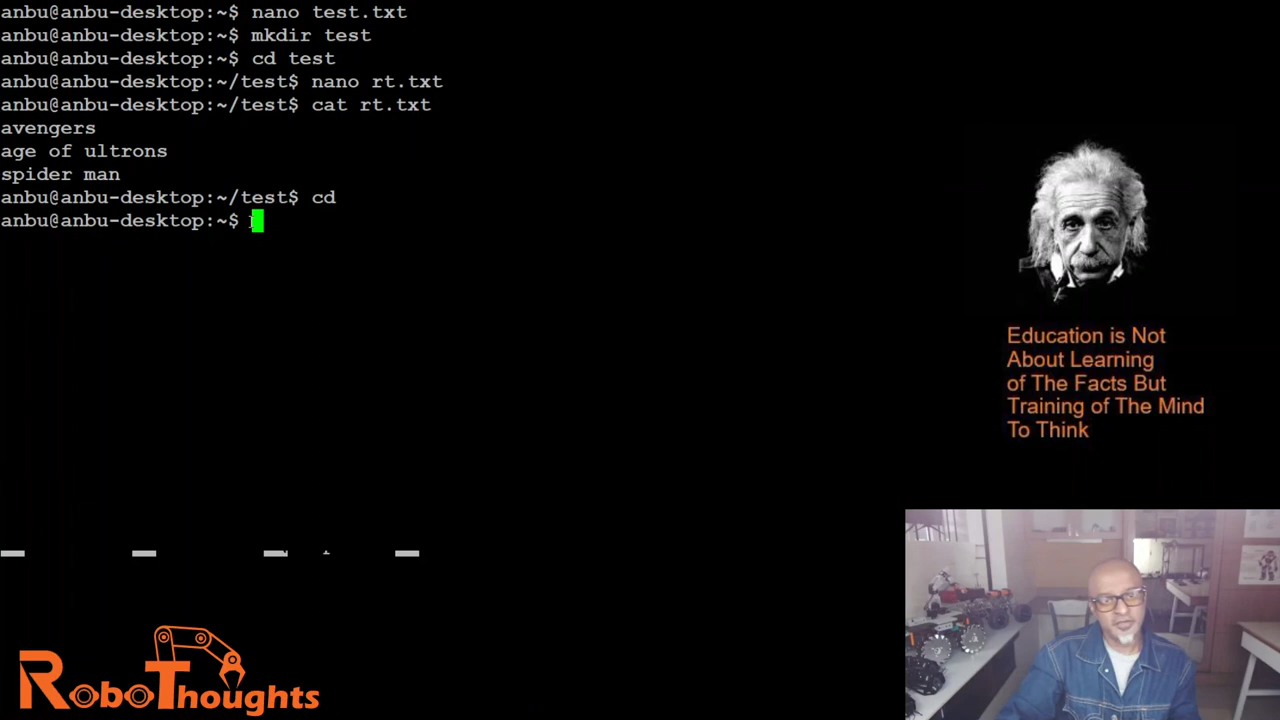 anbu@anbu-desktop:~$ nano test.txt
anbu@anbu-desktop:~$ mkdir test
anbu@anbu-desktop:~$ cd test
anbu@anbu-desktop:~/test$ nano rt.txt
anbu@anbu-desktop:~/test$ cat rt.txt
avengers
age of ultrons
spider man
anbu@anbu-desktop:~/test$ cd
anbu@anbu-desktop:~$
Education is Not
About Learning
of The Facts But
Training of The Mind
To Think
RoboThoughts